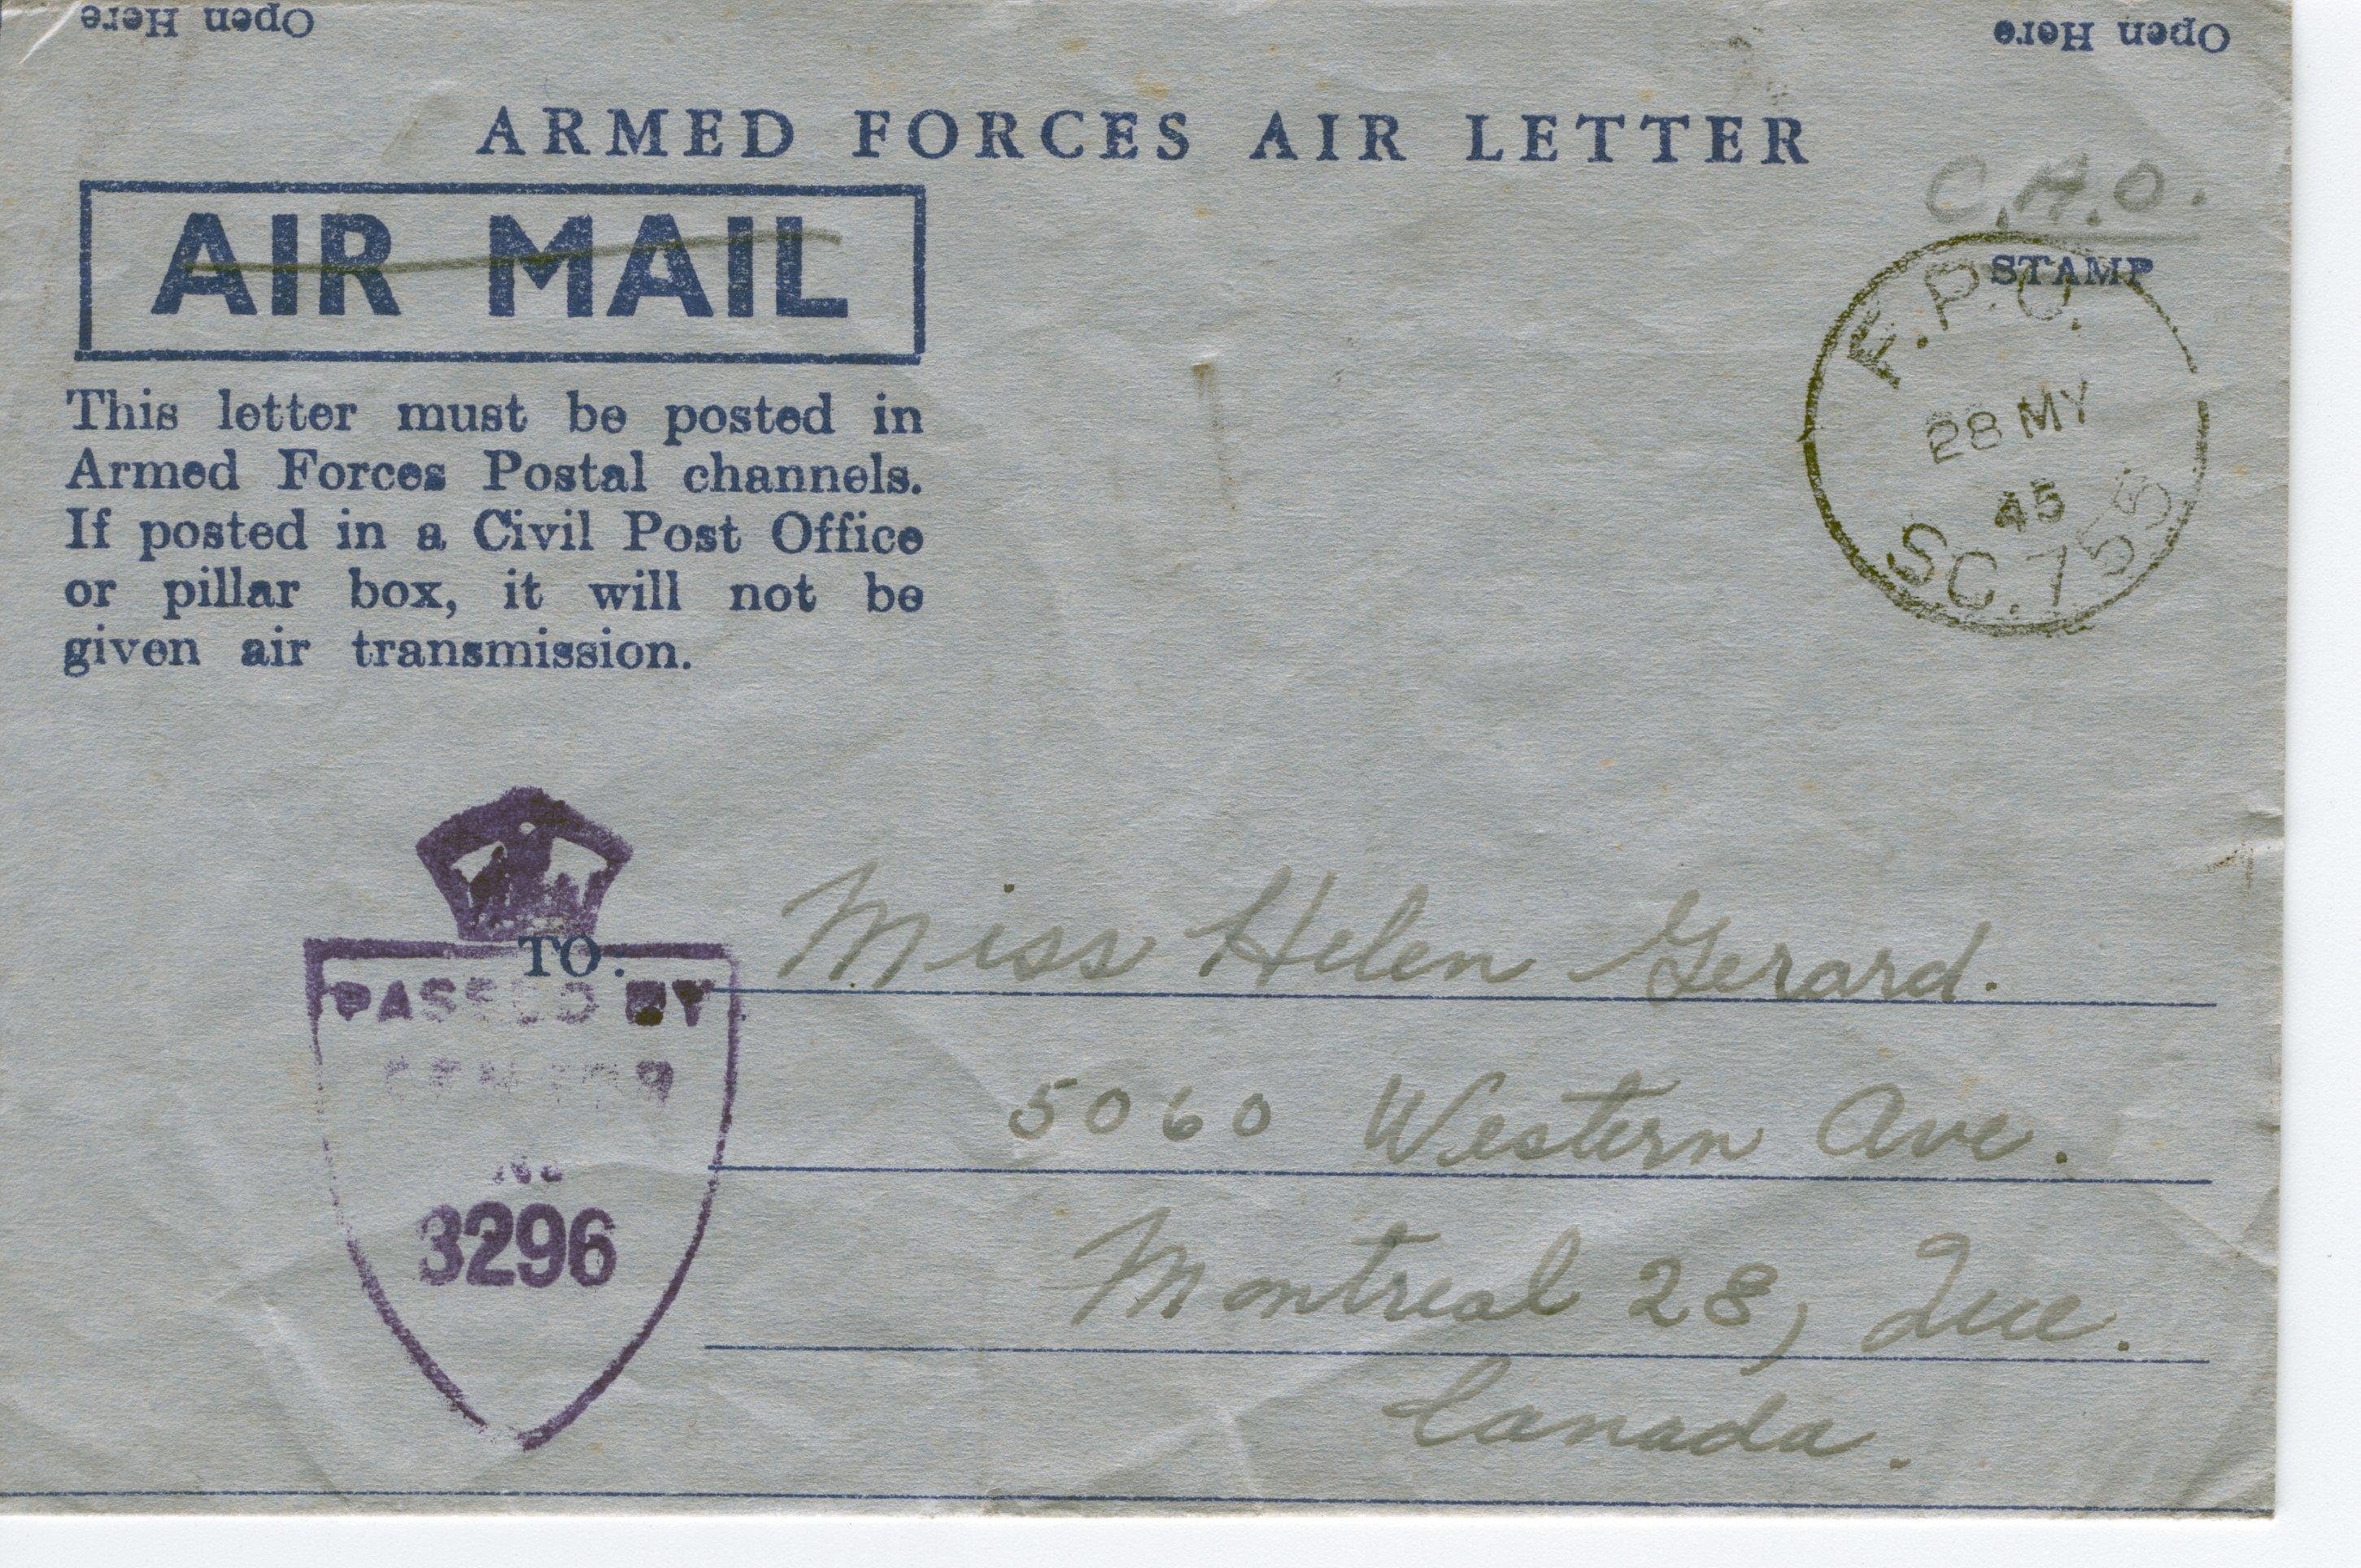 Open Here
Open Here
ARMED FORCES AIR LETTER
C.A.O.
AIR MAIL
STAMP
F.P.O.
28 MY
45
SC.755
This letter must be posted in
Armed Forces Postal channels.
If posted in a Civil Post Office
or pillar box, it will not be
given air transmission.
TO.
PASSED BY
CENSOR
No
3296
Miss Helen Gerard.
5060 Western Ave.
Montreal 28, Que.
Canada.